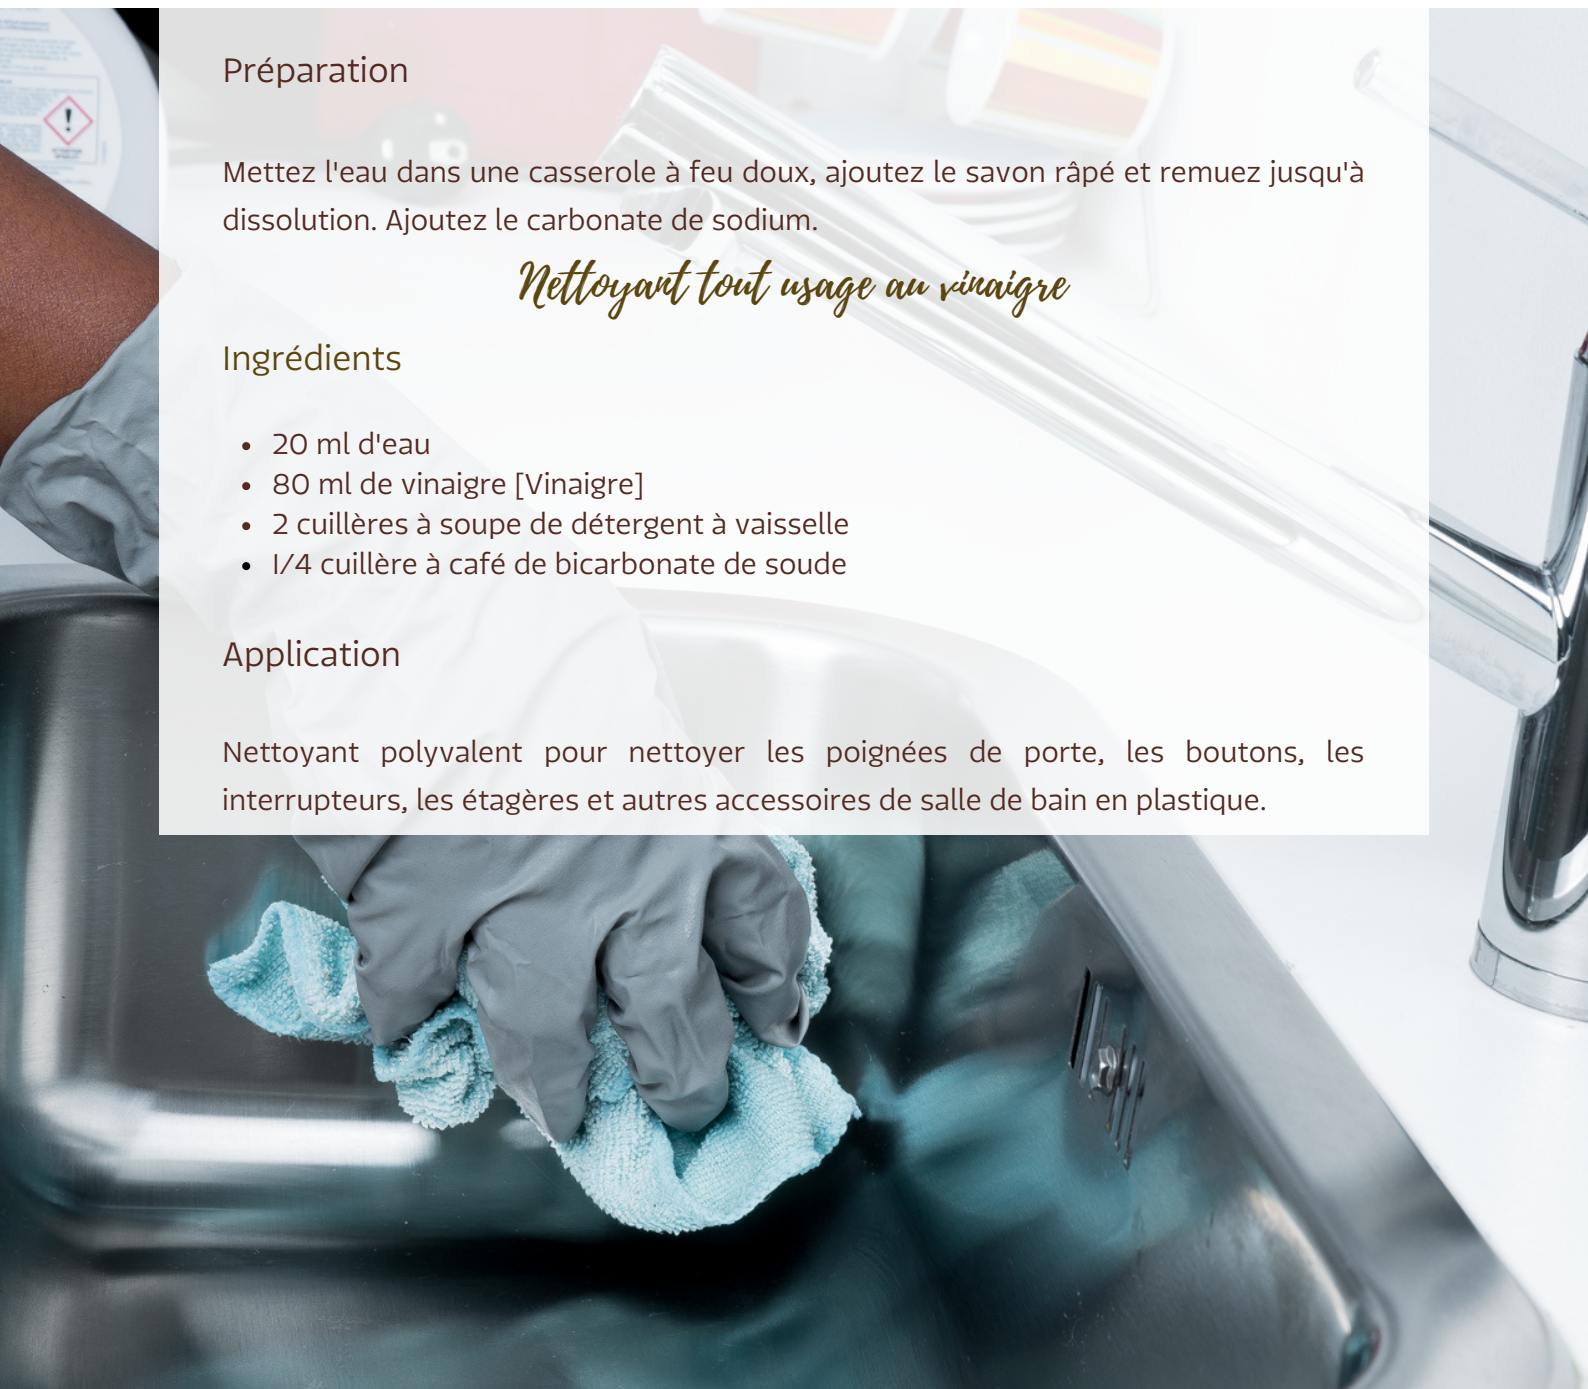 Préparation
Mettez l'eau dans une casserole à feu doux, ajoutez le savon râpé et remuez jusqu'à
dissolution. Ajoutez le carbonate de sodium.
Nettoyant tout usage au vinaigre
Ingrédients
• 20 ml d'eau
• 80 ml de vinaigre [Vinaigre]
• 2 cuillères à soupe de détergent à vaisselle
• 1/4 cuillère à café de bicarbonate de soude
Application
Nettoyant polyvalent pour nettoyer les poignées de porte, les boutons, les
interrupteurs, les étagères et autres accessoires de salle de bain en plastique.